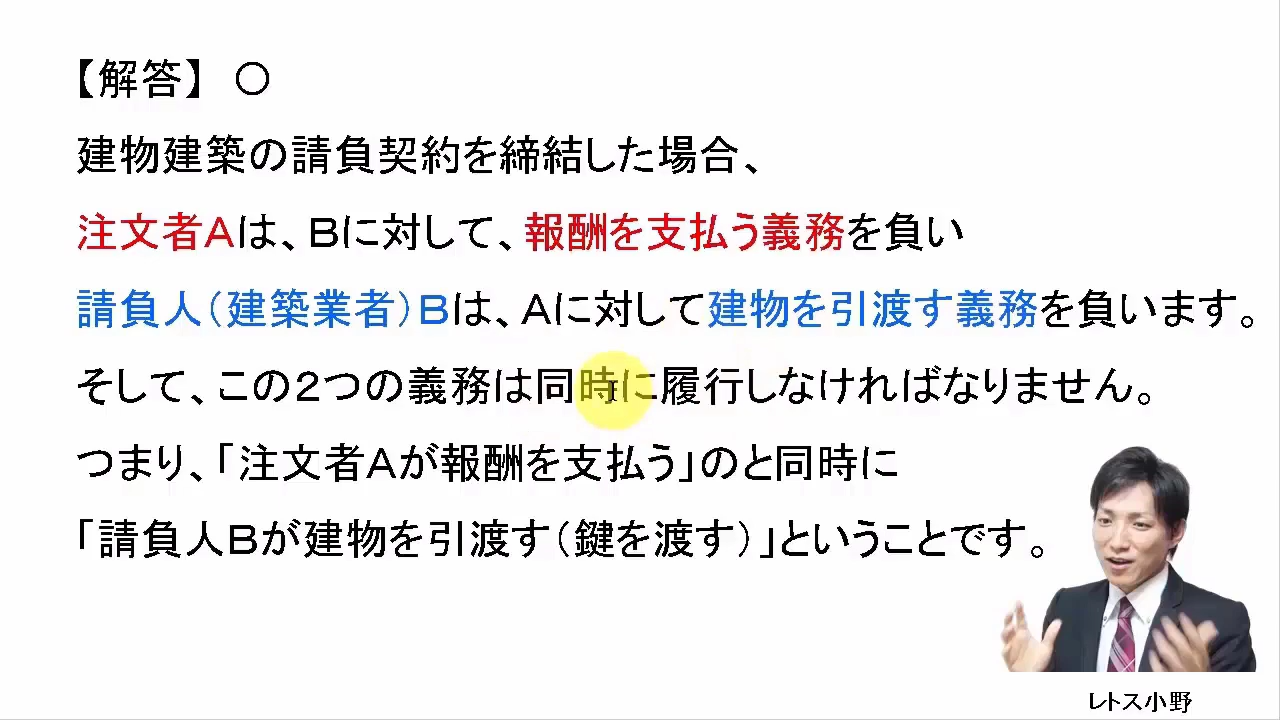 【解答】 ○
建物建築の請負契約を締結した場合、
注文者Aは、Bに対して、報酬を支払う義務を負い
請負人（建築業者）Bは、Aに対して建物を引渡す義務を負います。
そして、この２つの義務は同時に履行しなければなりません。
つまり、「注文者Aが報酬を支払う」のと同時に
「請負人Bが建物を引渡す（鍵を渡す）」ということです。
レトス小野